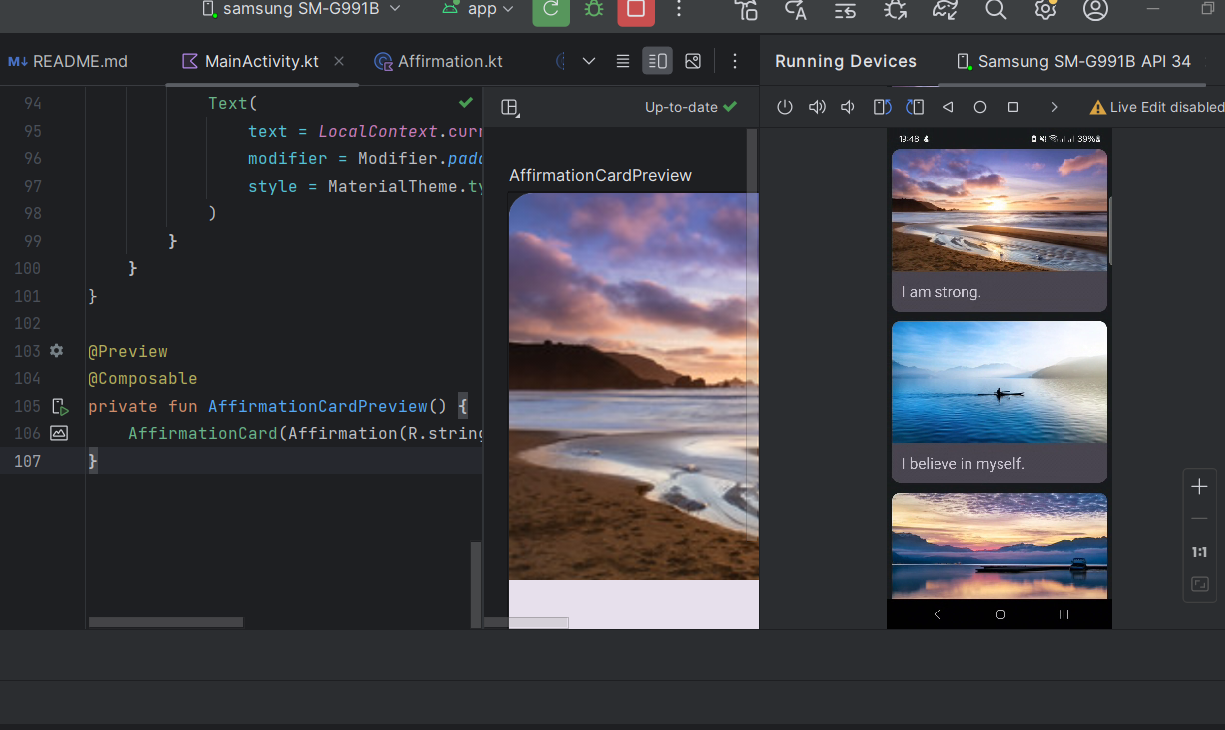 samsung SM-G991B
app
M↓ README.md
MainActivity.kt
Affirmation.kt
Running Devices
Samsung SM-G991B API 34
Up-to-date
Live Edit disabled
94 Text(
95 text = LocalContext.curr
96 modifier = Modifier.padd
97 style = MaterialTheme.ty
98 )
99 }
100 }
101 }
102
103 @Preview
104 @Composable
105 private fun AffirmationCardPreview() {
106 AffirmationCard(Affirmation(R.string
107 }
AffirmationCardPreview
19:48
39%
I am strong.
I believe in myself.
1:1